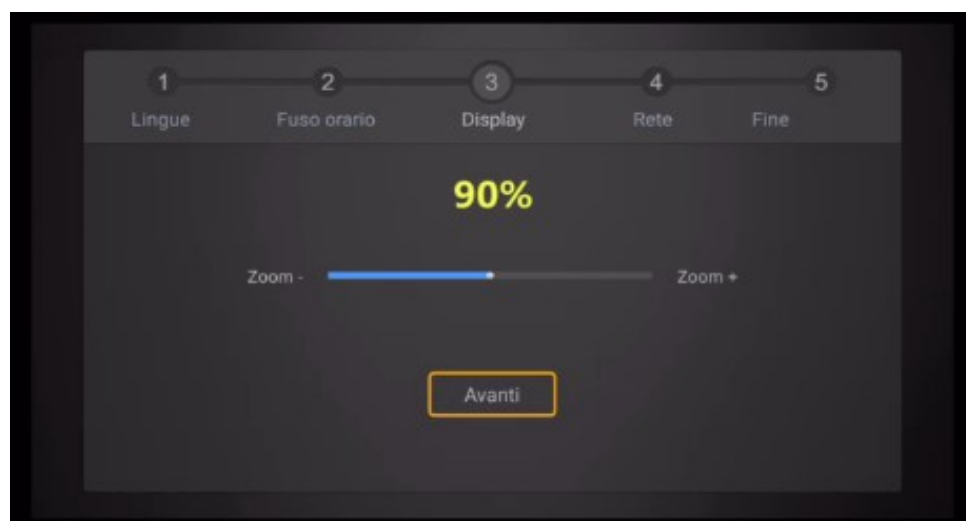 1 2 3 4 5
Lingue Fuso orario Display Rete Fine
90%
Zoom - Zoom +
Avanti